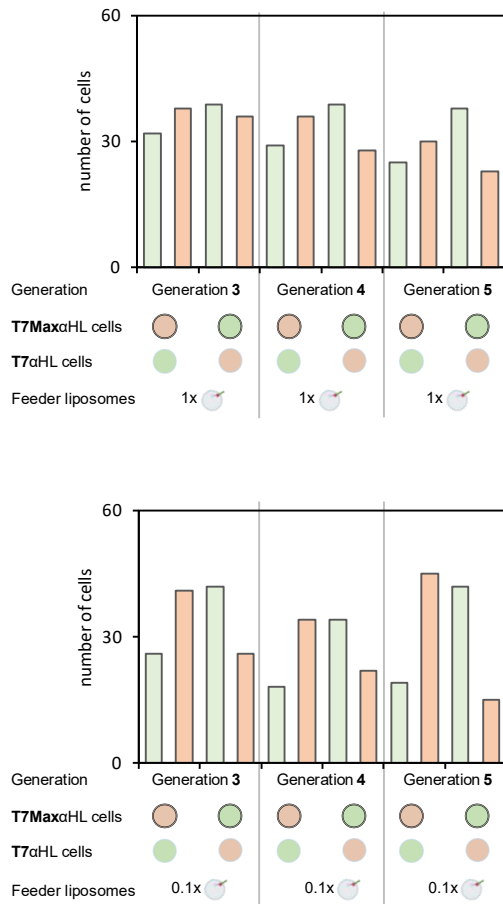 60
30
0
number of cells
Generation Generation 3 Generation 4 Generation 5
T7MaxαHL cells
T7αHL cells
Feeder liposomes 1x 1x 1x
60
30
0
number of cells
Generation Generation 3 Generation 4 Generation 5
T7MaxαHL cells
T7αHL cells
Feeder liposomes 0.1x 0.1x 0.1x